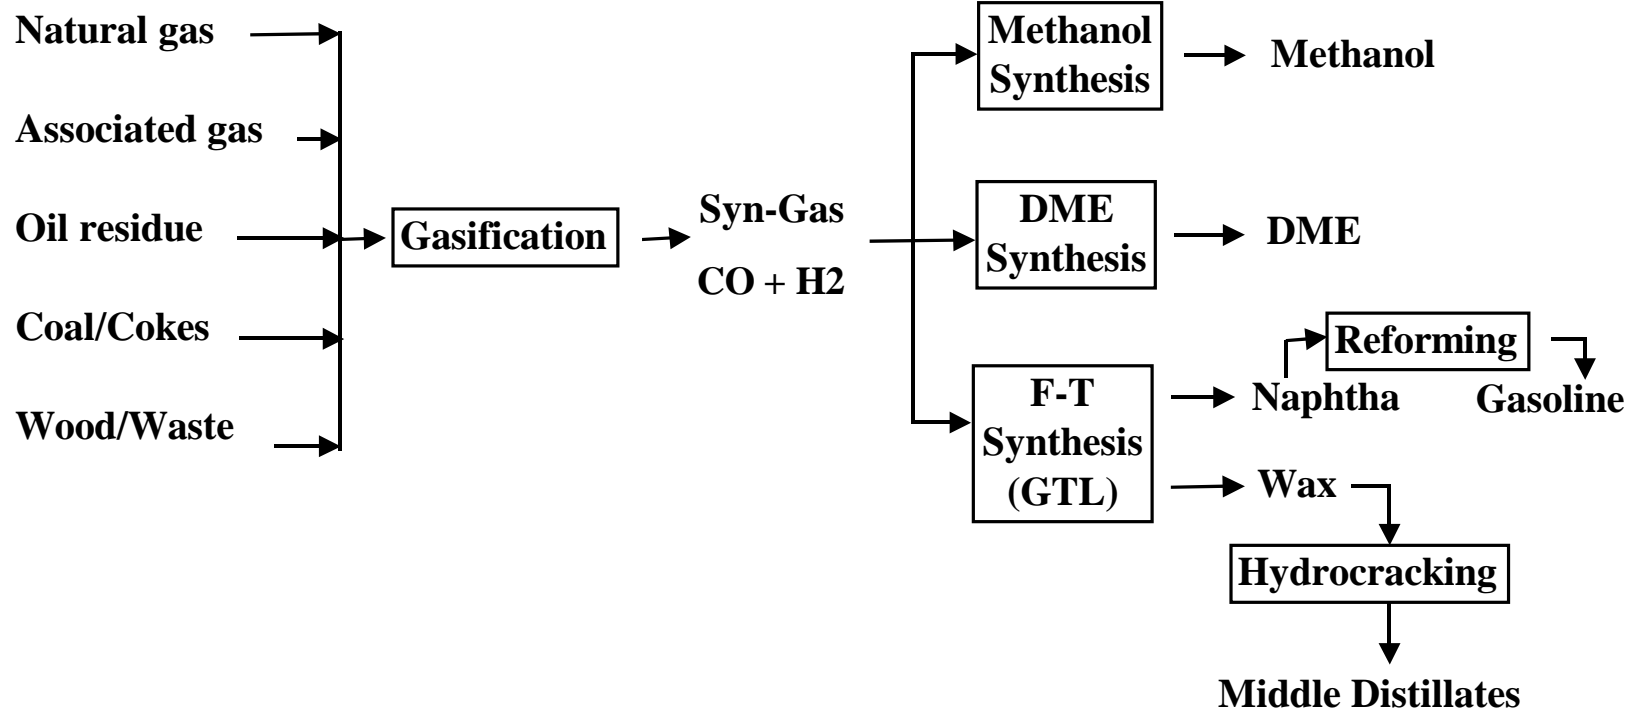 Natural gas
Associated gas
Oil residue
Coal/Cokes
Wood/Waste
Gasification
Syn-Gas
CO + H2
Methanol
Synthesis
Methanol
DME
Synthesis
DME
F-T
Synthesis
(GTL)
Naphtha
Reforming
Gasoline
Wax
Hydrocracking
Middle Distillates